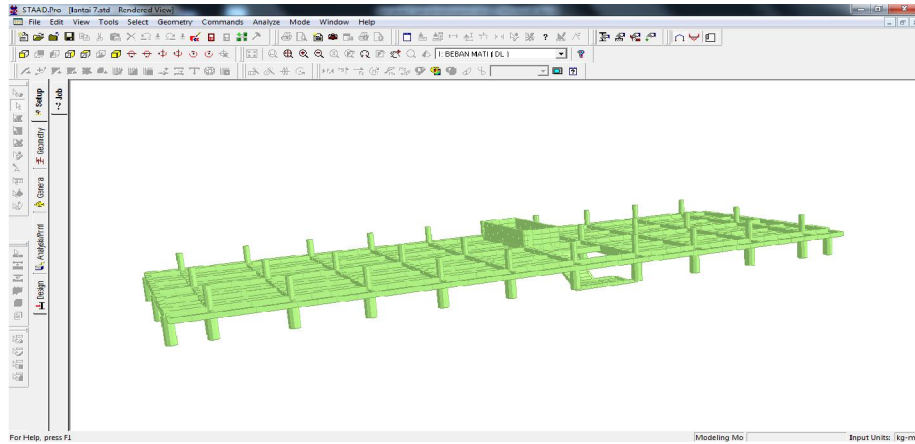 STAAD.Pro - [lantai 7.std - Rendered View]
File Edit View Tools Select Geometry Commands Analyze Mode Window Help
1: BEBAN MATI ( DL )
Setup
Job
Geometry
General
Analysis/Print
Design
For Help, press F1
Modeling Mo
Input Units: kg-m